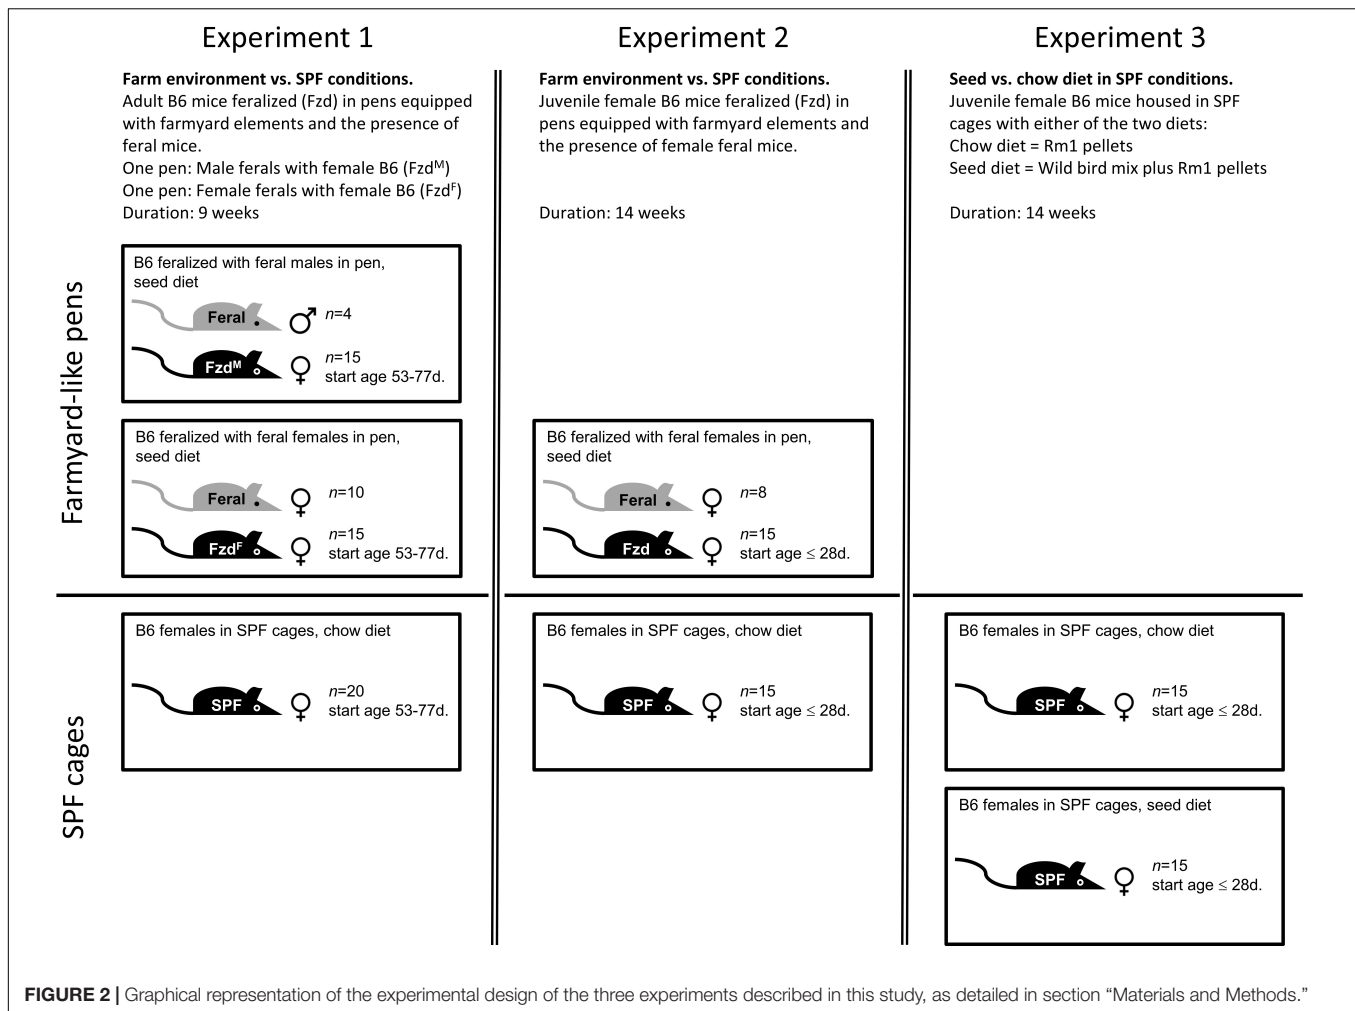 Experiment 1
Farm environment vs. SPF conditions.
Adult B6 mice feralized (Fzd) in pens equipped
with farmyard elements and the presence of
feral mice.
One pen: Male ferals with female B6 (Fzdᴹ)
One pen: Female ferals with female B6 (Fzdᶠ)
Duration: 9 weeks
Experiment 2
Farm environment vs. SPF conditions.
Juvenile female B6 mice feralized (Fzd) in
pens equipped with farmyard elements and
the presence of female feral mice.
Duration: 14 weeks
Experiment 3
Seed vs. chow diet in SPF conditions.
Juvenile female B6 mice housed in SPF
cages with either of the two diets:
Chow diet = Rm1 pellets
Seed diet = Wild bird mix plus Rm1 pellets
Duration: 14 weeks
Farmyard-like pens
B6 feralized with feral males in pen,
seed diet
Feral
♂
n=4
Fzdᴹ
♀
n=15
start age 53-77d.
B6 feralized with feral females in pen,
seed diet
Feral
♀
n=10
Fzdᶠ
♀
n=15
start age 53-77d.
B6 feralized with feral females in pen,
seed diet
Feral
♀
n=8
Fzd
♀
n=15
start age ≤ 28d.
SPF cages
B6 females in SPF cages, chow diet
SPF
♀
n=20
start age 53-77d.
B6 females in SPF cages, chow diet
SPF
♀
n=15
start age ≤ 28d.
B6 females in SPF cages, chow diet
SPF
♀
n=15
start age ≤ 28d.
B6 females in SPF cages, seed diet
SPF
♀
n=15
start age ≤ 28d.
FIGURE 2 | Graphical representation of the experimental design of the three experiments described in this study, as detailed in section “Materials and Methods.”